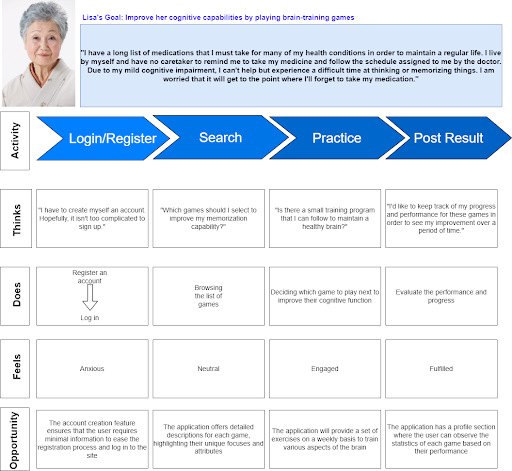 Lisa's Goal: Improve her cognitive capabilities by playing brain-training games
"I have a long list of medications that I must take for many of my health conditions in order to maintain a regular life. I live
by myself and have no caretaker to remind me to take my medicine and follow the schedule assigned to me by the doctor.
Due to my mild cognitive impairment, I can't help but experience a difficult time at thinking or memorizing things. I am
worried that it will get to the point where I'll forget to take my medication."
Activity
Login/Register
Search
Practice
Post Result
Thinks
"I have to create myself an account.
Hopefully, it isn't too complicated to
sign up."
"Which games should I select to
improve my memorization
capability?"
"Is there a small training program
that I can follow to maintain a
healthy brain?"
"I'd like to keep track of my progress
and performance for these games in
order to see my improvement over a
period of time."
Does
Register an
account
Log in
Browsing
the list of
games
Deciding which game to play next to
improve their cognitive function
Evaluate the performance and
progress
Feels
Anxious
Neutral
Engaged
Fulfilled
Opportunity
The account creation feature
ensures that the user requires
minimal information to ease the
registration process and log in to the
site
The application offers detailed
descriptions for each game,
highlighting their unique focuses and
attributes
The application will provide a set of
exercises on a weekly basis to train
various aspects of the brain
The application has a profile section
where the user can observe the
statistics of each game based on
their performance